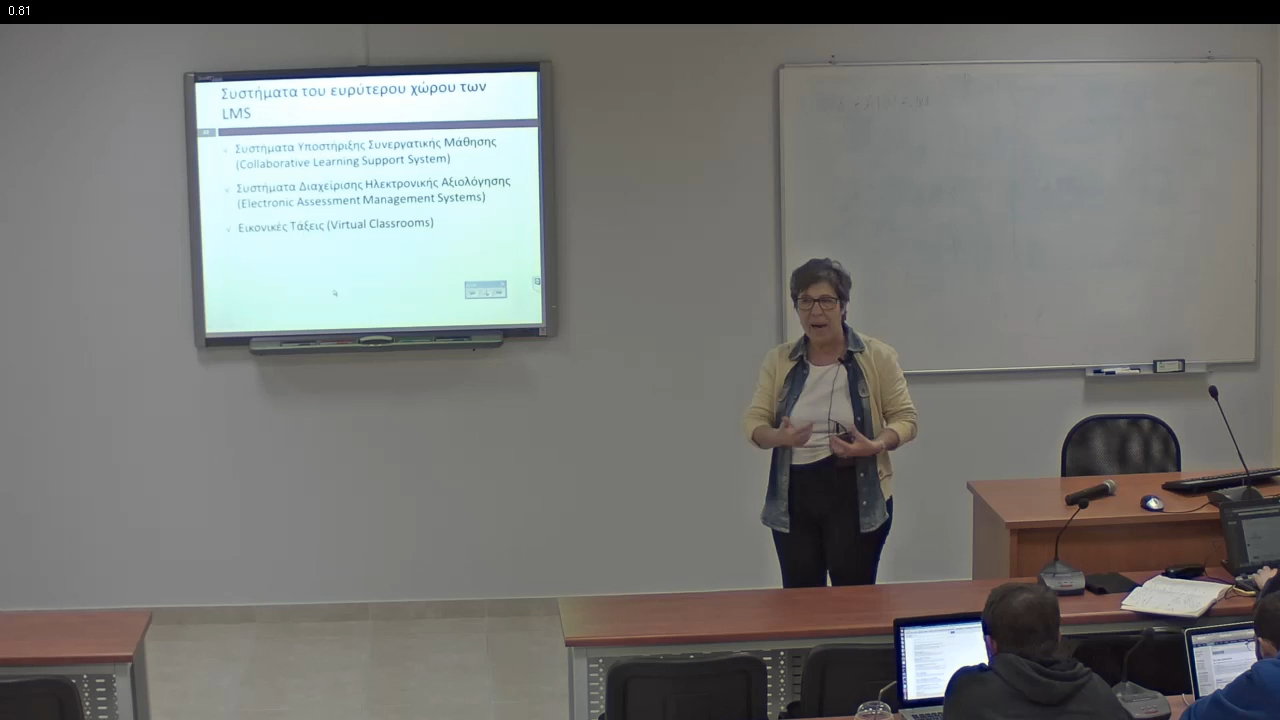 0.81
Συστήματα του ευρύτερου χώρου των
LMS
Συστήματα Υποστήριξης Συνεργατικής Μάθησης
(Collaborative Learning Support System)
Συστήματα Διαχείρισης Ηλεκτρονικής Αξιολόγησης
(Electronic Assessment Management Systems)
Εικονικές Τάξεις (Virtual Classrooms)